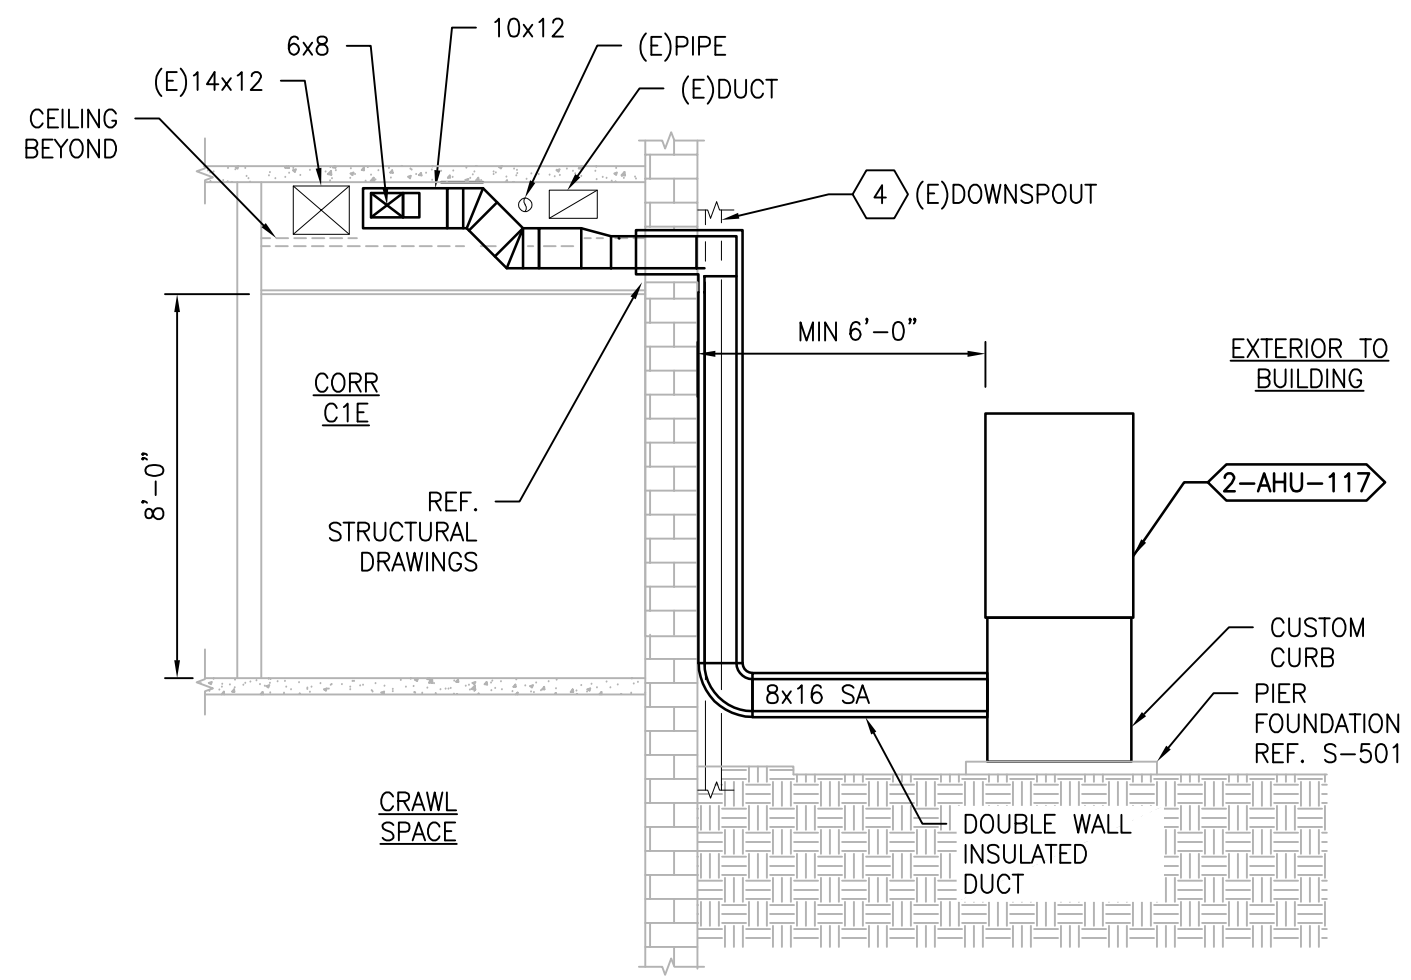 10x12
6x8
(E)PIPE
(E)14x12
(E)DUCT
CEILING
BEYOND
4
(E)DOWNSPOUT
MIN 6'-0"
EXTERIOR TO
BUILDING
CORR
C1E
8'-0"
2-AHU-117
REF.
STRUCTURAL
DRAWINGS
CUSTOM
CURB
8x16 SA
PIER
FOUNDATION
REF. S-501
CRAWL
SPACE
DOUBLE WALL
INSULATED
DUCT